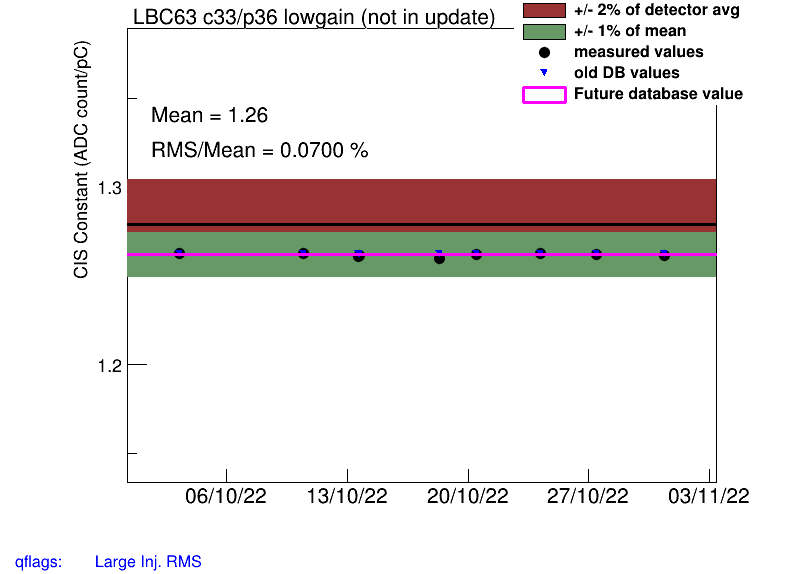 LBC63 c33/p36 lowgain (not in update)
+/- 2% of detector avg
+/- 1% of mean
measured values
old DB values
Future database value
Mean = 1.26
RMS/Mean = 0.0700 %
CIS Constant (ADC count/pC)
1.3
1.2
06/10/22 13/10/22 20/10/22 27/10/22 03/11/22
qflags: Large Inj. RMS